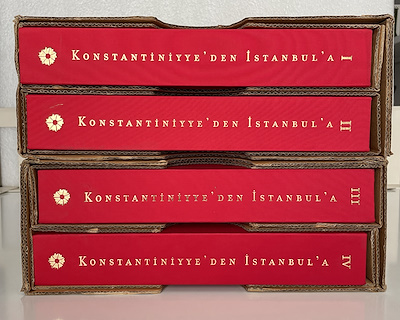 Konstantiniyye'den İstanbul'a I
Konstantiniyye'den İstanbul'a II
Konstantiniyye'den İstanbul'a III
Konstantiniyye'den İstanbul'a IV